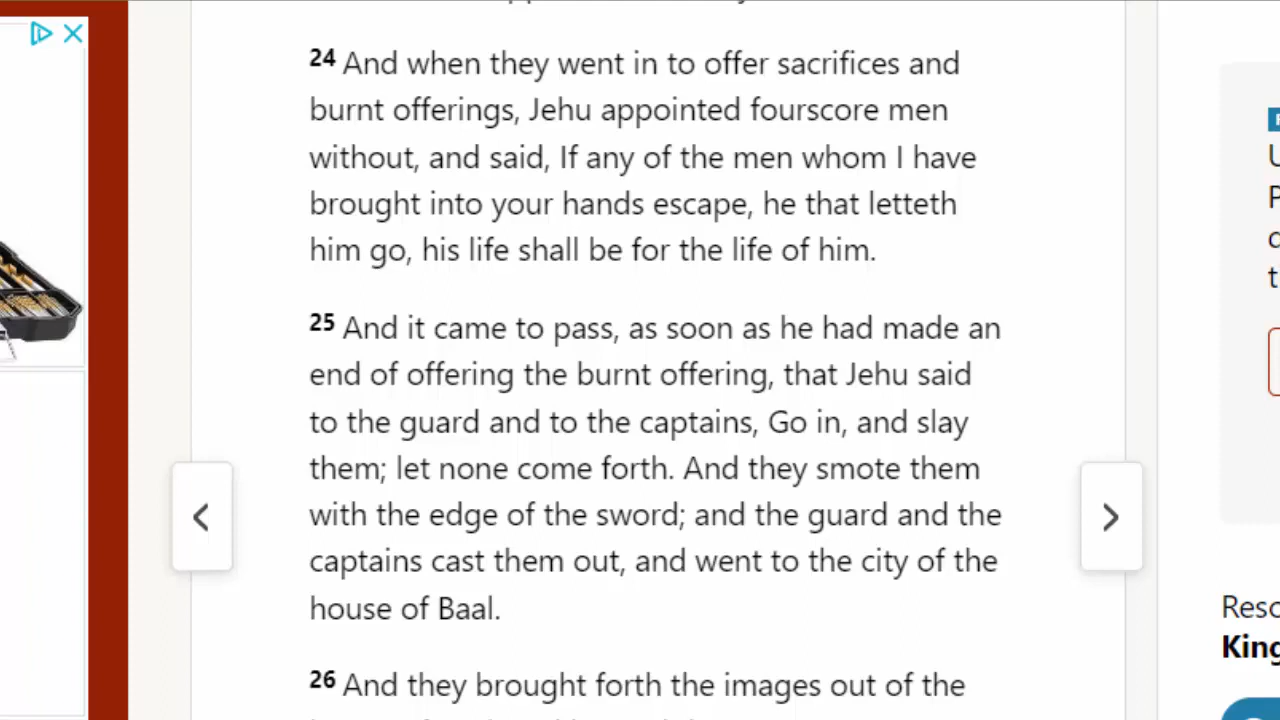 24 And when they went in to offer sacrifices and
burnt offerings, Jehu appointed fourscore men
without, and said, If any of the men whom I have
brought into your hands escape, he that letteth
him go, his life shall be for the life of him.
25 And it came to pass, as soon as he had made an
end of offering the burnt offering, that Jehu said
to the guard and to the captains, Go in, and slay
them; let none come forth. And they smote them
with the edge of the sword; and the guard and the
captains cast them out, and went to the city of the
house of Baal.
26 And they brought forth the images out of the